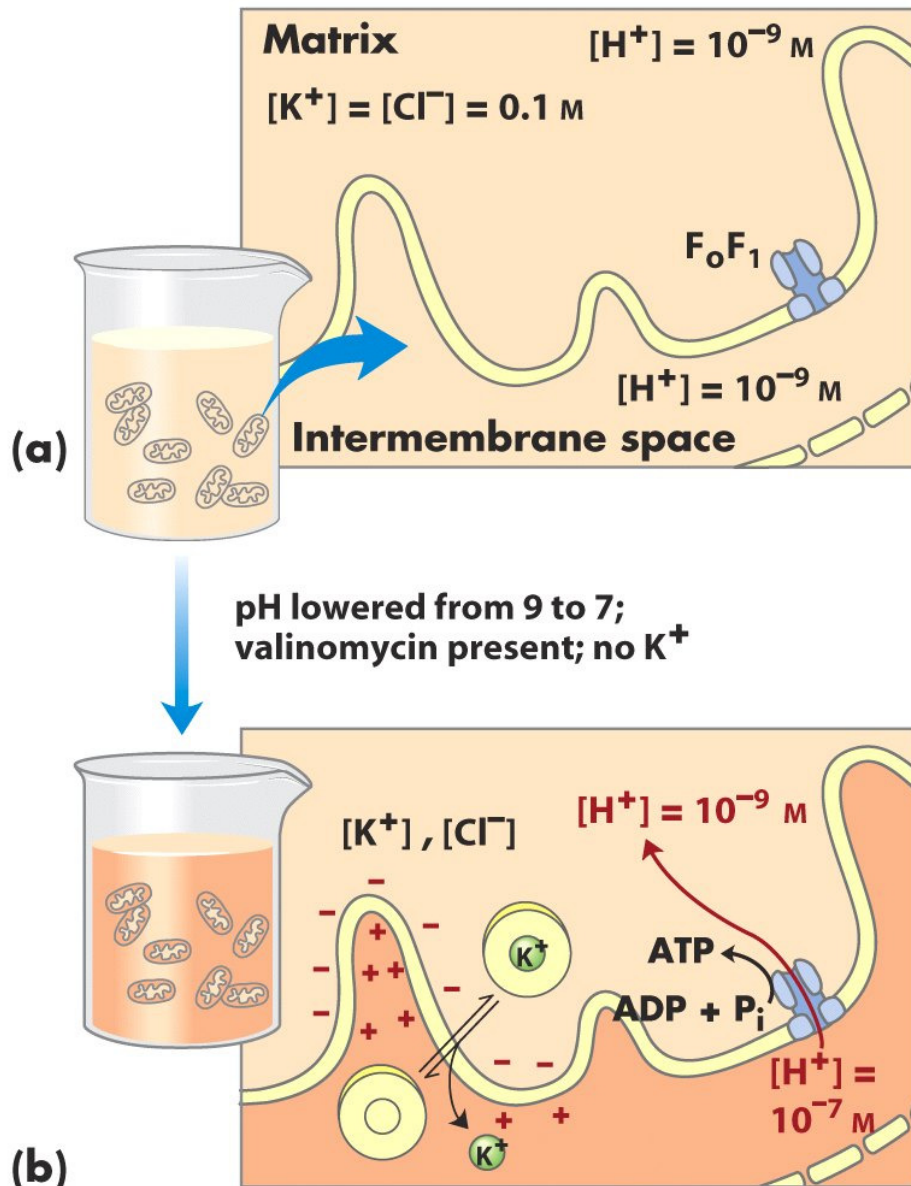 Matrix
[H⁺] = 10⁻⁹ M
[K⁺] = [Cl⁻] = 0.1 M
FₒF₁
[H⁺] = 10⁻⁹ M
Intermembrane space
(a)
pH lowered from 9 to 7;
valinomycin present; no K⁺
[H⁺] = 10⁻⁹ M
[K⁺] , [Cl⁻]
K⁺
ATP
ADP + Pᵢ
[H⁺] =
10⁻⁷ M
K⁺
(b)